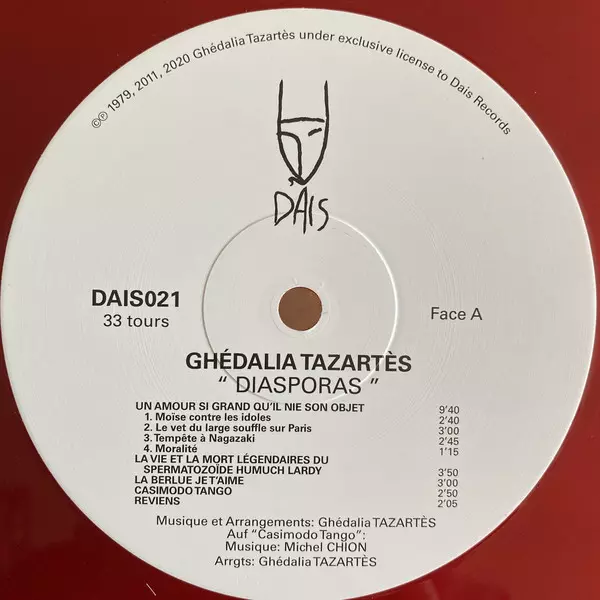 ©℗ 1979, 2011, 2020 Ghédalia Tazartès under exclusive license to Dais Records
DAIS
DAIS021
33 tours
Face A
GHÉDALIA TAZARTÈS
“ DIASPORAS ”
UN AMOUR SI GRAND QU'IL NIE SON OBJET 9'40
1. Moïse contre les idoles 2'40
2. Le vet du large souffle sur Paris 3'00
3. Tempête à Nagazaki 2'45
4. Moralité 1'15
LA VIE ET LA MORT LÉGENDAIRES DU
SPERMATOZOÏDE HUMUCH LARDY 3'50
LA BERLUE JE T'AIME 3'00
CASIMODO TANGO 2'50
REVIENS 2'05
Musique et Arrangements: Ghédalia TAZARTÈS
Auf "Casimodo Tango":
Musique: Michel CHION
Arrgts: Ghédalia TAZARTÈS